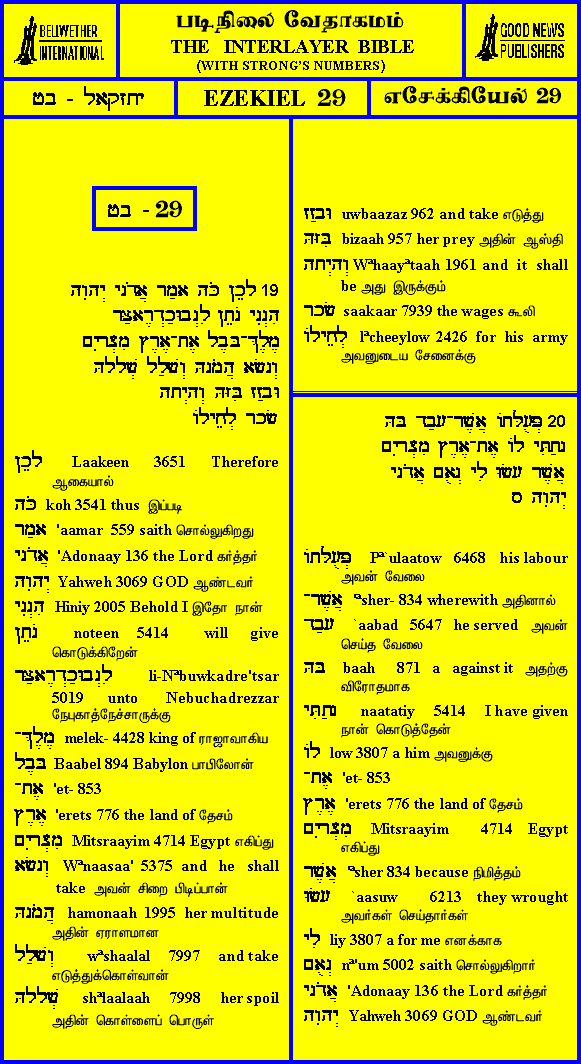 BELLWETHER
INTERNATIONAL
படிநிலை வேதாகமம்
THE INTERLAYER BIBLE
(WITH STRONG'S NUMBERS)
GOOD NEWS
PUBLISHERS
יחזקאל - כט
EZEKIEL 29
எசேக்கியேல் 29
כט - 29
19 לָכֵן כֹּה אָמַר אֲדֹנָי יְהוִה
הִנְנִי נֹתֵן לִנְבוּכַדְרֶאצַּר
מֶלֶךְ־בָּבֶל אֶת־אֶרֶץ מִצְרָיִם
וְנָשָׂא הֲמֹנָהּ וְשָׁלַל שְׁלָלָהּ
וּבָזַז בִּזָּהּ וְהָיְתָה
שָׂכָר לְחֵילוֹ
לָכֵן Laakeen 3651 Therefore
ஆகையால்
כֹּה koh 3541 thus இப்படி
אָמַר 'aamar 559 saith சொல்லுகிறது
אֲדֹנָי 'Adonaay 136 the Lord கர்த்தர்
יְהוִה Yahweh 3069 GOD ஆண்டவர்
הִנְנִי Hiniy 2005 Behold I இதோ நான்
נֹתֵן noteen 5414 will give
கொடுக்கிறேன்
לִנְבוּכַדְרֶאצַּר li-Nªbuwkadre'tsar
5019 unto Nebuchadrezzar
நேபுகாத்நேச்சாருக்கு
מֶלֶךְ־ melek- 4428 king of ராஜாவாகிய
בָּבֶל Baabel 894 Babylon பாபிலோன்
אֶת־ 'et- 853
אֶרֶץ 'erets 776 the land of தேசம்
מִצְרַיִם Mitsraayim 4714 Egypt எகிப்து
וְנָשָׂא Wªnaasaa' 5375 and he shall
take அவன் சிறை பிடிப்பான்
הֲמֹנָהּ hamonaah 1995 her multitude
அதின் ஏராளமான
וְשָׁלַל wªshaalal 7997 and take
எடுத்துக்கொள்வான்
שְׁלָלָהּ shªlaalaah 7998 her spoil
அதின் கொள்ளைப் பொருள்
וּבָזַז uwbaazaz 962 and take எடுத்து
בִּזָּהּ bizaah 957 her prey அதின் ஆஸ்தி
וְהָיְתָה Wªhaayªtaah 1961 and it shall
be அது இருக்கும்
שָׂכָר saakaar 7939 the wages கூலி
לְחֵילוֹ lªcheeylow 2426 for his army
அவனுடைய சேனைக்கு
20 פְּעֻלָּתוֹ אֲשֶׁר־עָבַד בָּהּ
נָתַתִּי לוֹ אֶת־אֶרֶץ מִצְרָיִם
אֲשֶׁר עָשׂוּ לִי נְאֻם אֲדֹנָי
יְהוִה ס
פְּעֻלָּתוֹ Pª`ulaatow 6468 his labour
அவன் வேலை
אֲשֶׁר־ ªsher- 834 wherewith அதினால்
עָבַד `aabad 5647 he served அவன்
செய்த வேலை
בָּהּ baah 871 a against it அதற்கு
விரோதமாக
נָתַתִּי naatatiy 5414 I have given
நான் கொடுத்தேன்
לוֹ low 3807 a him அவனுக்கு
אֶת־ 'et- 853
אֶרֶץ 'erets 776 the land of தேசம்
מִצְרָיִם Mitsraayim 4714 Egypt
எகிப்து
אֲשֶׁר ªsher 834 because நிமித்தம்
עָשׂוּ `aasuw 6213 they wrought
அவர்கள் செய்தார்கள்
לִי liy 3807 a for me எனக்காக
נְאֻם nª'um 5002 saith சொல்லுகிறார்
אֲדֹנָי 'Adonaay 136 the Lord கர்த்தர்
יְהוִה Yahweh 3069 GOD ஆண்டவர்